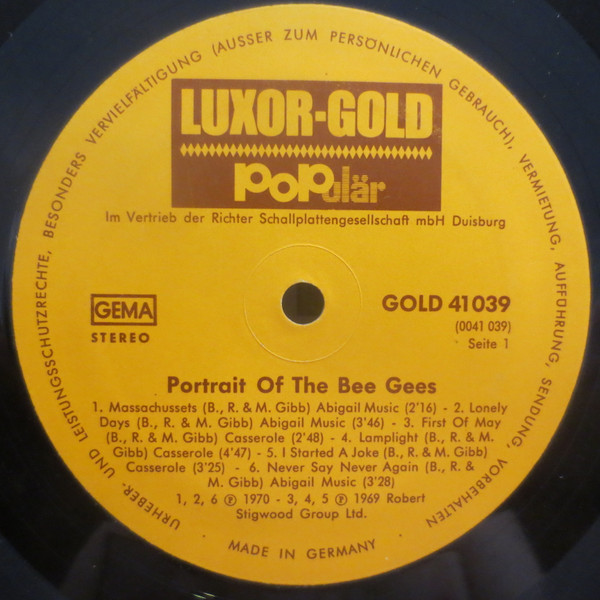 URHEBER- UND LEISTUNGSSCHUTZRECHTE, BESONDERS VERVIELFÄLTIGUNG (AUSSER ZUM PERSÖNLICHEN GEBRAUCH), VERMIETUNG, AUFFÜHRUNG, SENDUNG, VORBEHALTEN
LUXOR-GOLD
POPulär
Im Vertrieb der Richter Schallplattengesellschaft mbH Duisburg
GEMA
STEREO
GOLD 41039
(0041 039)
Seite 1
Portrait Of The Bee Gees
1. Massachussets (B., R. & M. Gibb) Abigail Music (2'16) - 2. Lonely
Days (B., R. & M. Gibb) Abigail Music (3'46) - 3. First Of May
(B., R. & M. Gibb) Casserole (2'48) - 4. Lamplight (B., R. & M.
Gibb) Casserole (4'47) - 5. I Started A Joke (B., R. & M. Gibb)
Casserole (3'25) - 6. Never Say Never Again (B., R. &
M. Gibb) Abigail Music (3'28)
1, 2, 6 ℗ 1970 - 3, 4, 5 ℗ 1969 Robert
Stigwood Group Ltd.
MADE IN GERMANY